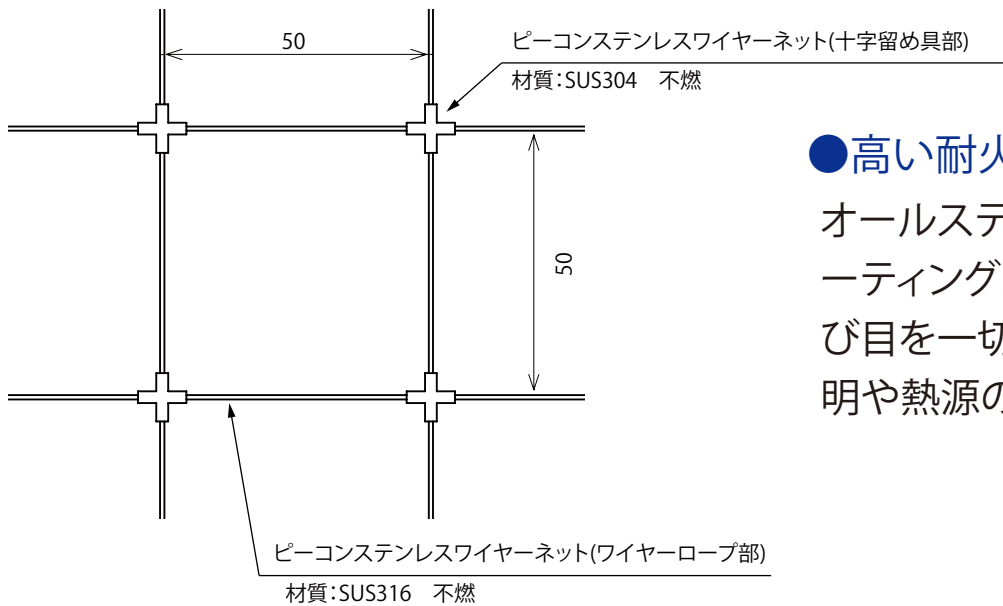 50
ピーコンステンレスワイヤーネット(十字留め具部)
材質:SUS304 不燃
50
ピーコンステンレスワイヤーネット(ワイヤーロープ部)
材質:SUS316 不燃
●高い耐火
オールステ
ーティング
び目を一切
明や熱源の